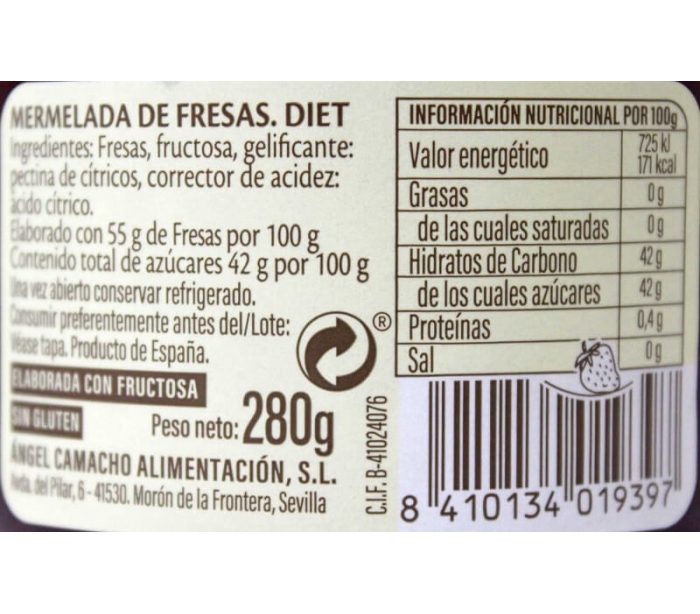 MERMELADA DE FRESAS. DIET
Ingredientes: Fresas, fructosa, gelificante:
pectina de cítricos, corrector de acidez:
ácido cítrico.
Elaborado con 55 g de Fresas por 100 g
Contenido total de azúcares 42 g por 100 g
Una vez abierto conservar refrigerado.
Consumir preferentemente antes del/Lote:
Véase tapa. Producto de España.
ELABORADA CON FRUCTOSA
SIN GLUTEN
Peso neto: 280g
ÁNGEL CAMACHO ALIMENTACIÓN, S.L.
Avda. del Pilar, 6 - 41530. Morón de la Frontera, Sevilla
®
C.I.F. B-41024076
INFORMACIÓN NUTRICIONAL POR 100g
Valor energético 725 kJ
171 kcal
Grasas 0g
de las cuales saturadas 0g
Hidratos de Carbono 42g
de los cuales azúcares 42g
Proteínas 0,4g
Sal 0g
8 410134 019397